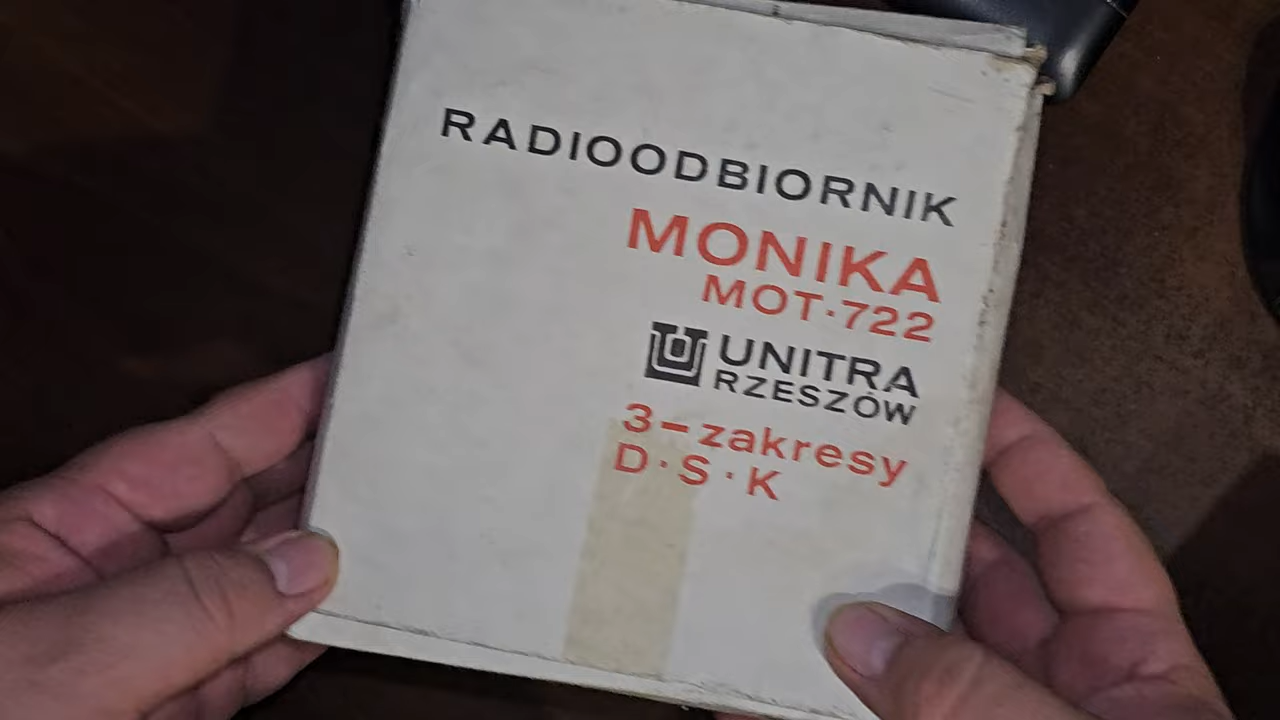 RADIOODBIORNIK
MONIKA
MOT·722
UNITRA
RZESZÓW
3-zakresy
D·S·K